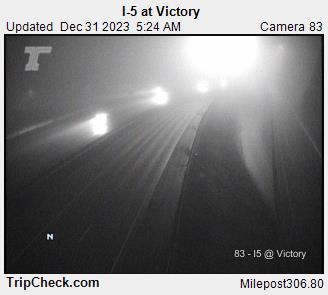 I-5 at Victory
Updated Dec 31 2023 5:24 AM Camera 83
T
N
83 - I5 @ Victory
TripCheck.com Milepost306.80